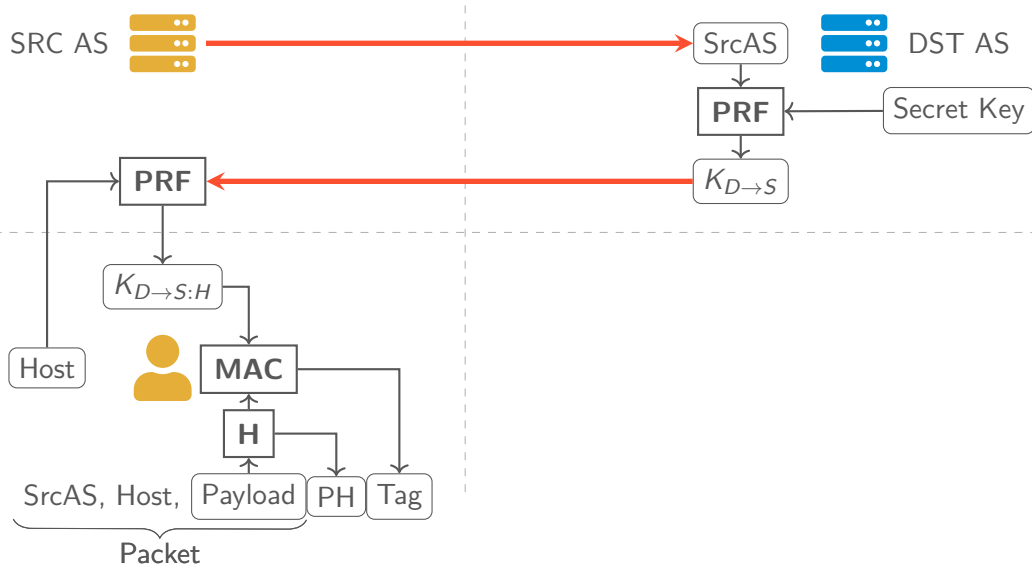 SRC AS
SrcAS
DST AS
PRF
Secret Key
PRF
K_{D→S}
K_{D→S:H}
Host
MAC
H
SrcAS, Host, Payload PH Tag
Packet